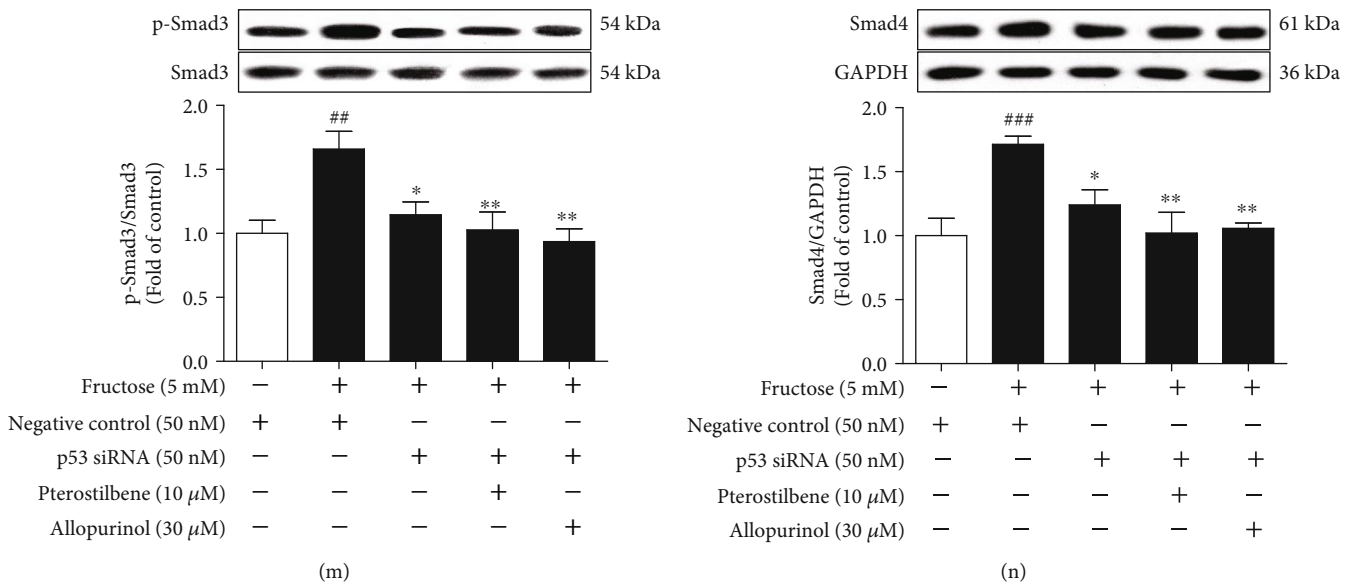 p-Smad3 54 kDa
Smad3 54 kDa
p-Smad3/Smad3
(Fold of control)
2.0
1.5
1.0
0.5
0.0
##
*
**
**
Fructose (5 mM) − + + + +
Negative control (50 nM) + + − − −
p53 siRNA (50 nM) − − + + +
Pterostilbene (10 μM) − − − + −
Allopurinol (30 μM) − − − − +
(m)
Smad4 61 kDa
GAPDH 36 kDa
Smad4/GAPDH
(Fold of control)
2.0
1.5
1.0
0.5
0.0
###
*
**
**
Fructose (5 mM) − + + + +
Negative control (50 nM) + + − − −
p53 siRNA (50 nM) − − + + +
Pterostilbene (10 μM) − − − + −
Allopurinol (30 μM) − − − − +
(n)